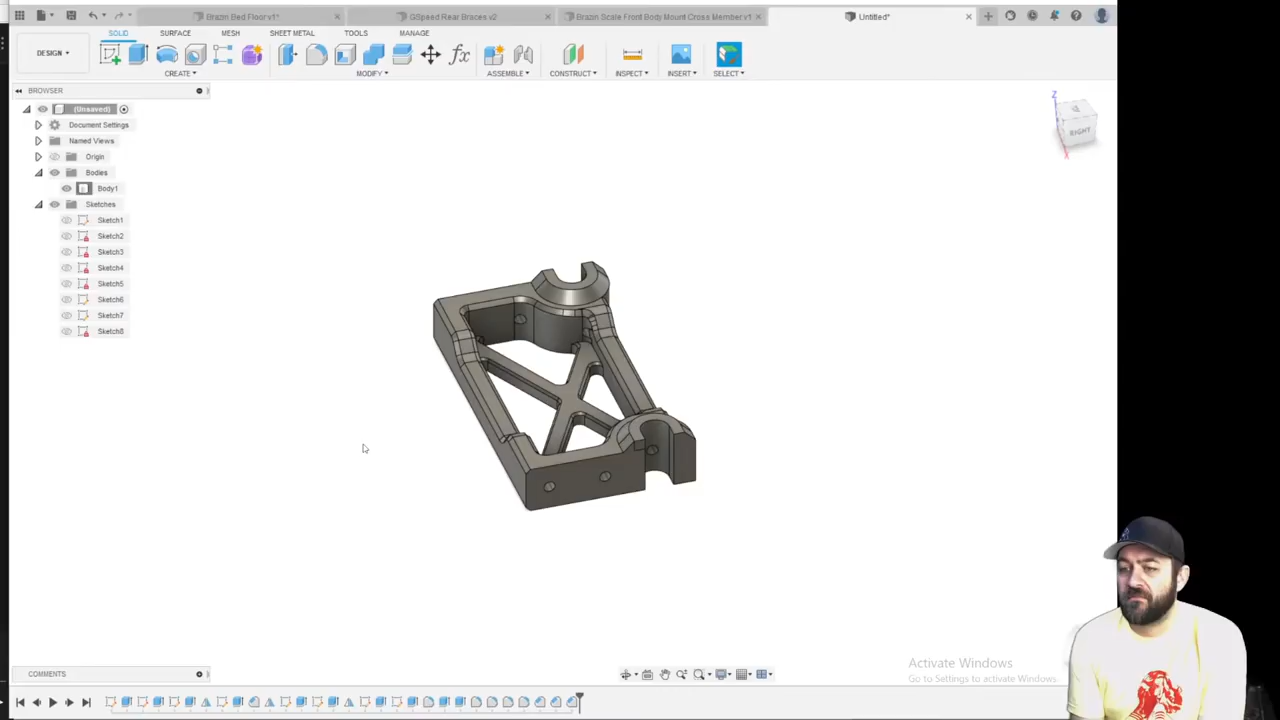 Brazin Bed Floor v1*
GSpeed Rear Braces v2
Brazin Scale Front Body Mount Cross Member v1
Untitled*
SOLID
SURFACE
MESH
SHEET METAL
TOOLS
MANAGE
DESIGN
CREATE
MODIFY
ASSEMBLE
CONSTRUCT
INSPECT
INSERT
SELECT
BROWSER
(Unsaved)
Document Settings
Named Views
Origin
Bodies
Body1
Sketches
Sketch1
Sketch2
Sketch3
Sketch4
Sketch5
Sketch6
Sketch7
Sketch8
Z
RIGHT
X
Activate Windows
Go to Settings to activate Windows.
COMMENTS